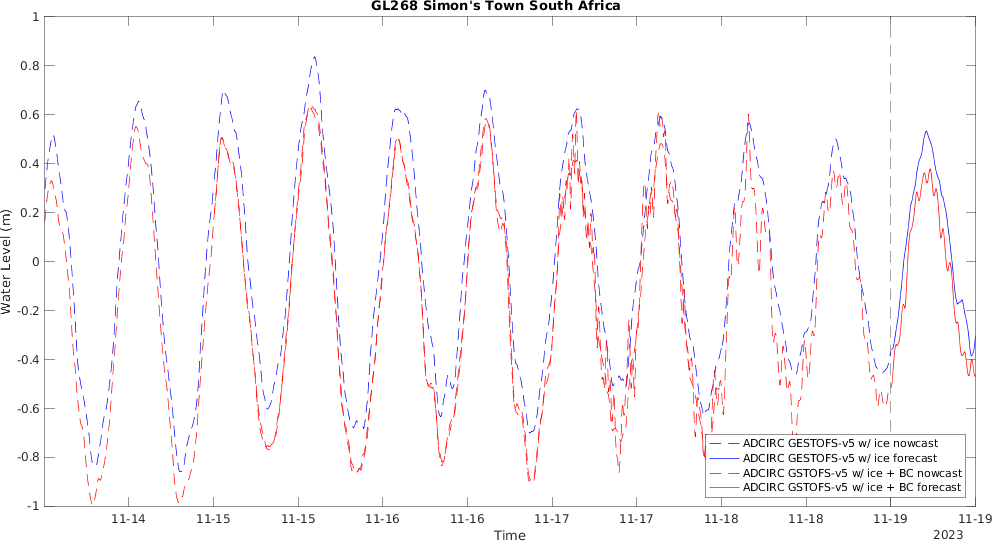 GL268 Simon's Town South Africa
1
0.8
0.6
0.4
0.2
0
-0.2
-0.4
-0.6
-0.8
-1
Water Level (m)
ADCIRC GESTOFS-v5 w/ ice nowcast
ADCIRC GESTOFS-v5 w/ ice forecast
ADCIRC GSTOFS-v5 w/ ice + BC nowcast
ADCIRC GSTOFS-v5 w/ ice + BC forecast
11-14 11-15 11-15 11-16 11-16 11-17 11-17 11-18 11-18 11-19 11-19
Time
2023